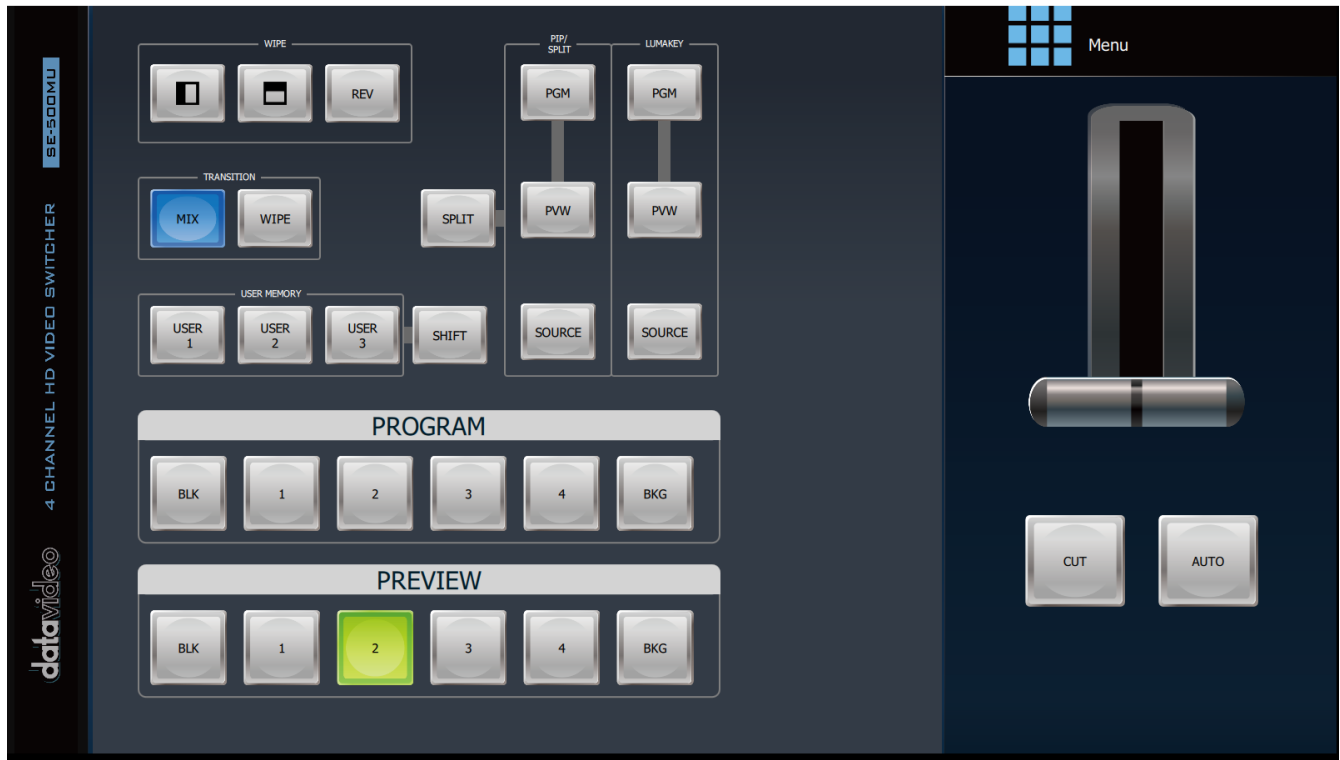 WIPE
REV
TRANSITION
MIX
WIPE
USER MEMORY
USER
1
USER
2
USER
3
SHIFT
SPLIT
PIP/
SPLIT
PGM
PVW
SOURCE
LUMAKEY
PGM
PVW
SOURCE
PROGRAM
BLK
1
2
3
4
BKG
PREVIEW
BLK
1
2
3
4
BKG
Menu
CUT
AUTO
datavideo
4 CHANNEL HD VIDEO SWITCHER
SE-500MU